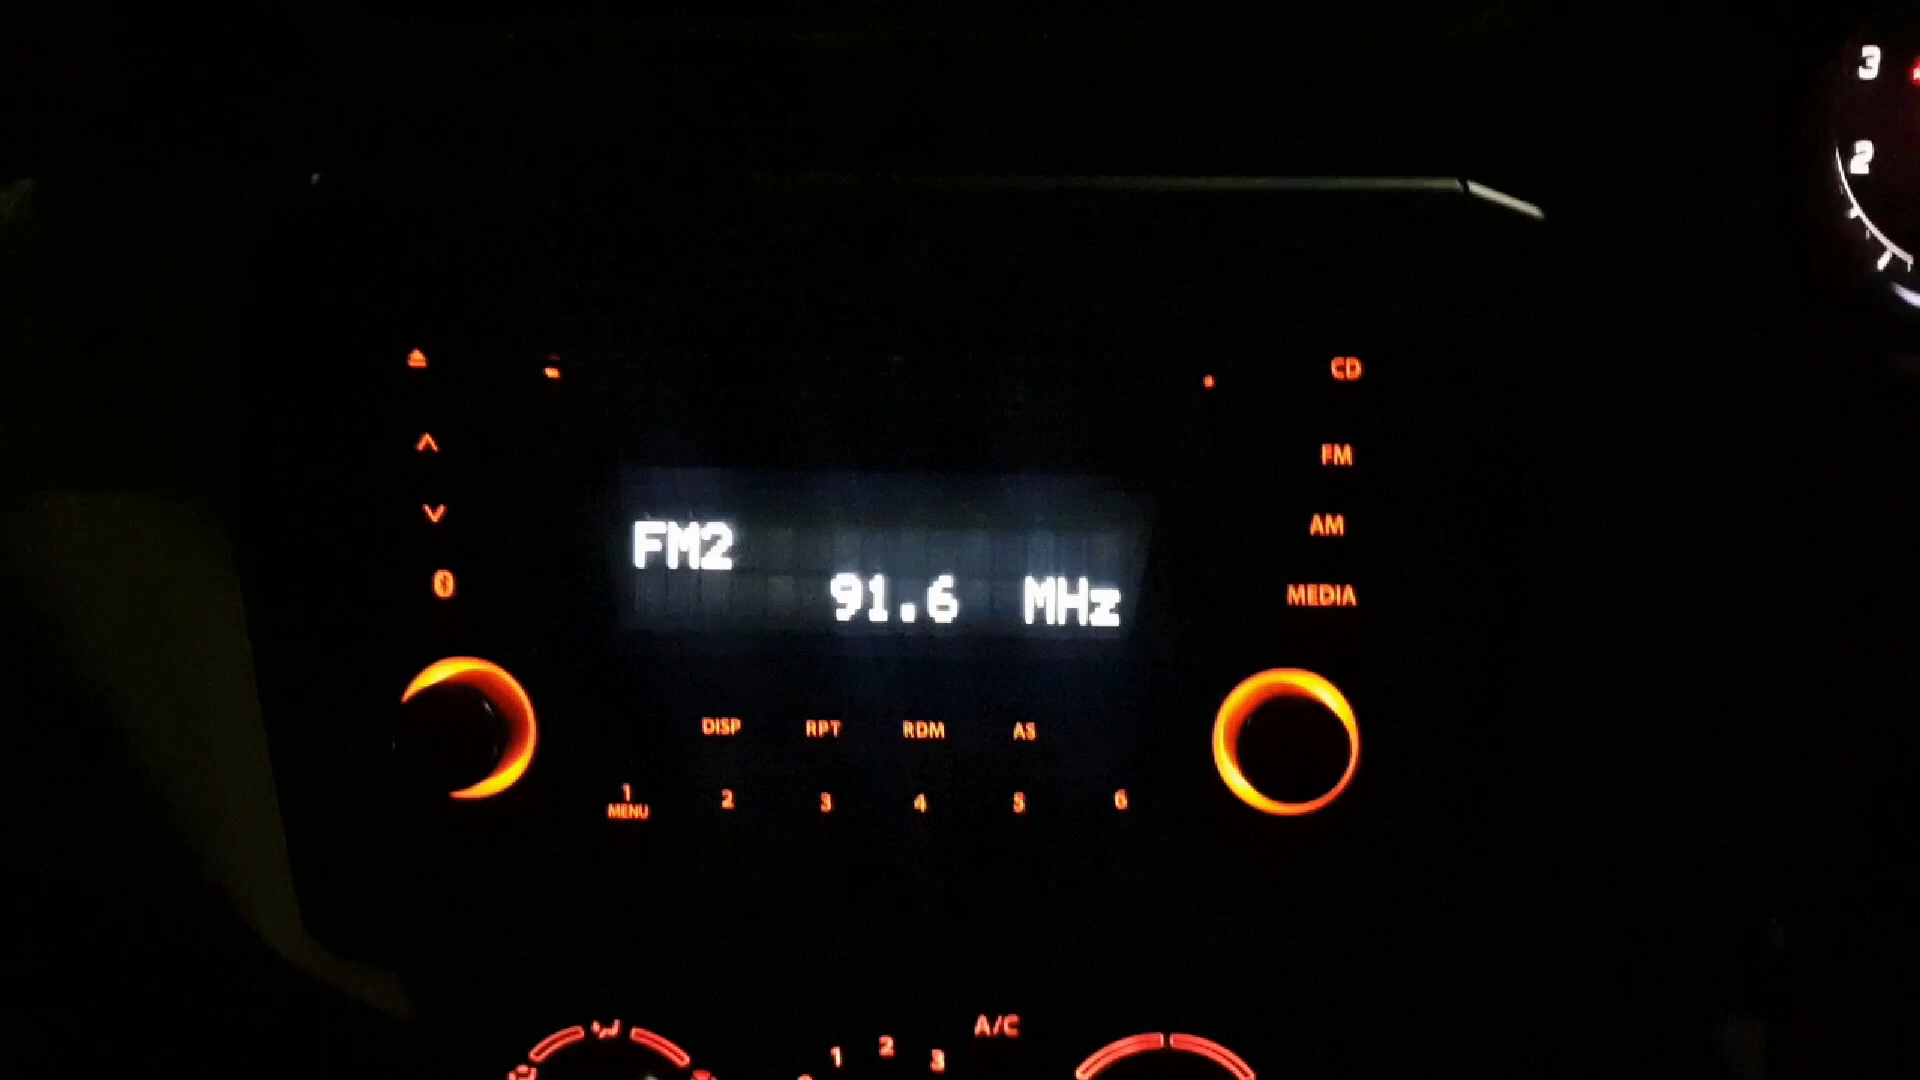 3
2
CD
FM
AM
MEDIA
FM2
91.6 MHz
DISP RPT RDM AS
1 2 3 4 5 6
MENU
A/C
1 2 3